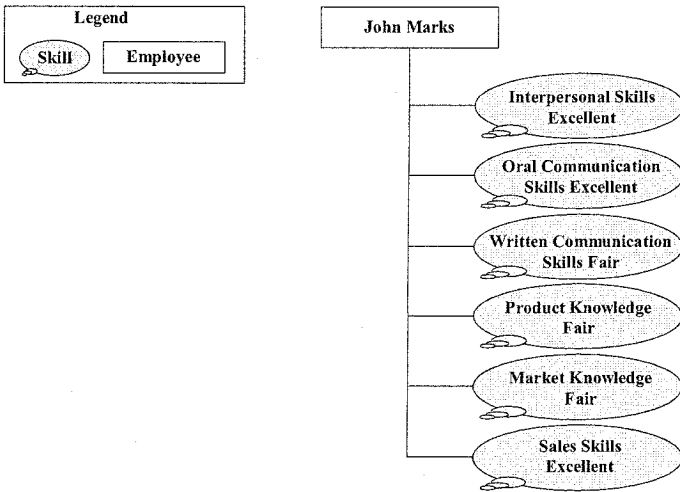 Legend
Skill
Employee
John Marks
Interpersonal Skills
Excellent
Oral Communication
Skills Excellent
Written Communication
Skills Fair
Product Knowledge
Fair
Market Knowledge
Fair
Sales Skills
Excellent